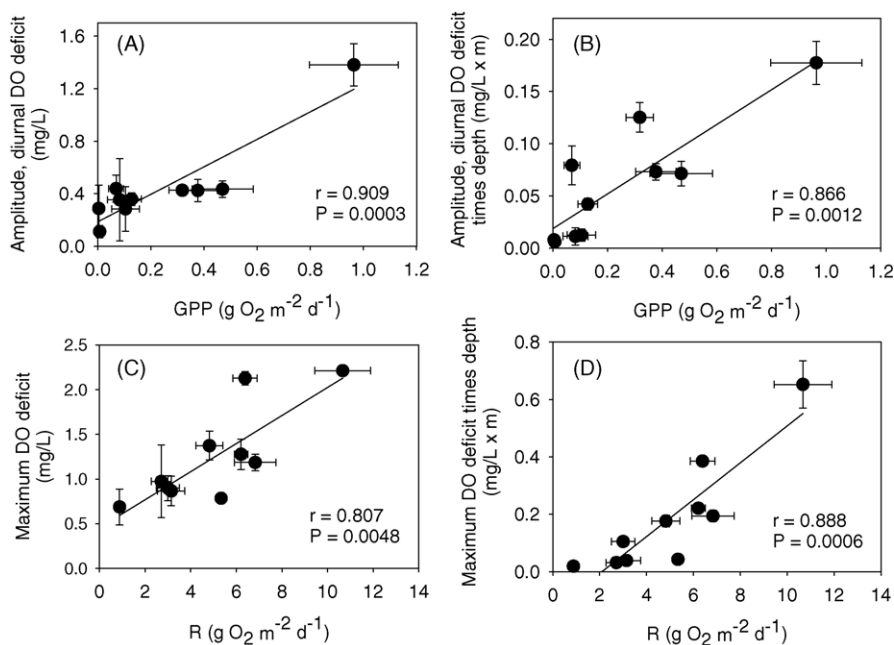 (A)
Amplitude, diurnal DO deficit
(mg/L)
1.6
1.2
0.8
0.4
0.0
r = 0.909
P = 0.0003
0.0 0.2 0.4 0.6 0.8 1.0 1.2
GPP (g O₂ m⁻² d⁻¹)
(B)
Amplitude, diurnal DO deficit
times depth (mg/L x m)
0.20
0.15
0.10
0.05
0.00
r = 0.866
P = 0.0012
0.0 0.2 0.4 0.6 0.8 1.0 1.2
GPP (g O₂ m⁻² d⁻¹)
(C)
Maximum DO deficit
(mg/L)
2.5
2.0
1.5
1.0
0.5
0.0
r = 0.807
P = 0.0048
0 2 4 6 8 10 12 14
R (g O₂ m⁻² d⁻¹)
(D)
Maximum DO deficit times depth
(mg/L x m)
0.8
0.6
0.4
0.2
0.0
r = 0.888
P = 0.0006
0 2 4 6 8 10 12 14
R (g O₂ m⁻² d⁻¹)